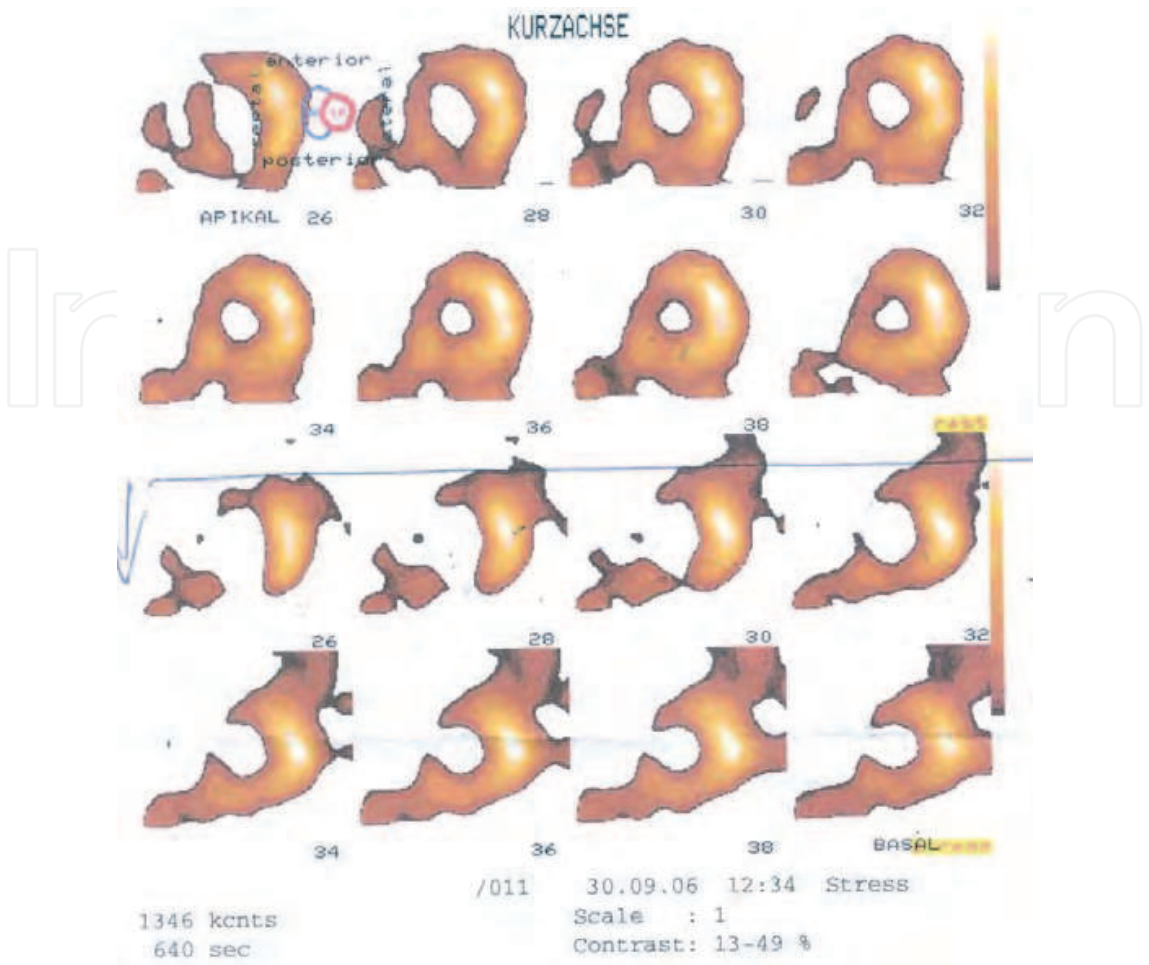 KURZACHSE
anterior
septal
posterior
APIKAL 26
28
30
32
34
36
38
26
28
30
32
34
36
38
BASAL
/011 30.09.06 12:34 Stress
1346 kcnts
Scale : 1
640 sec
Contrast: 13-49 %